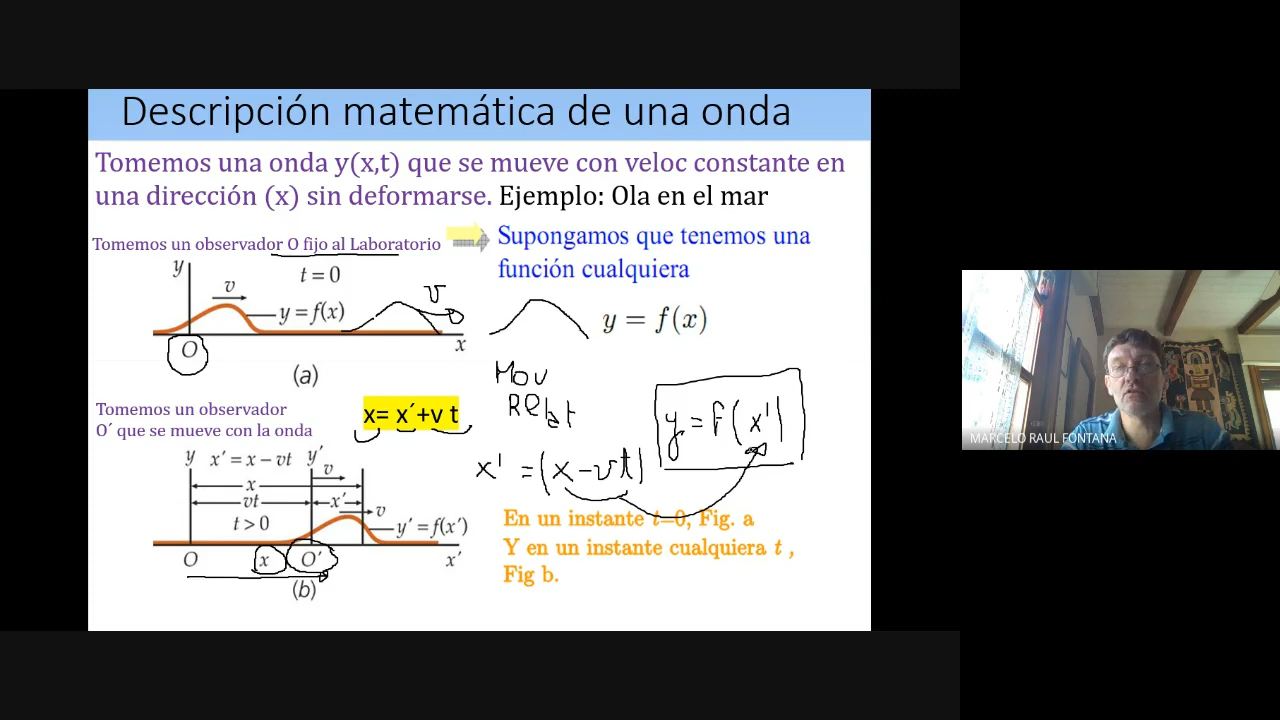 Descripción matemática de una onda
Tomemos una onda y(x,t) que se mueve con veloc constante en
una dirección (x) sin deformarse. Ejemplo: Ola en el mar
Tomemos un observador O fijo al Laboratorio
Supongamos que tenemos una
función cualquiera
y
t = 0
v
v
y = f(x)
y = f(x)
O
x
(a)
Mov
Relat
Tomemos un observador
O´ que se mueve con la onda
x= x´+v t
y = f(x')
x' = (x - vt)
y
x' = x − vt
y'
v
x
vt
x'
v
t > 0
y' = f(x')
O
x
O'
x'
(b)
En un instante t=0, Fig. a
Y en un instante cualquiera t ,
Fig b.
MARCELO RAUL FONTANA